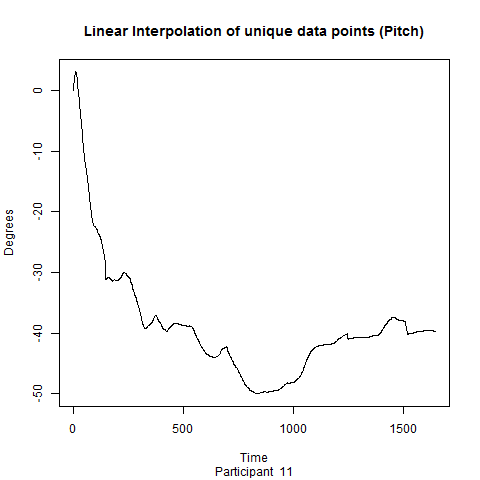 Linear Interpolation of unique data points (Pitch)
Degrees
0
-10
-20
-30
-40
-50
0 500 1000 1500
Time
Participant 11